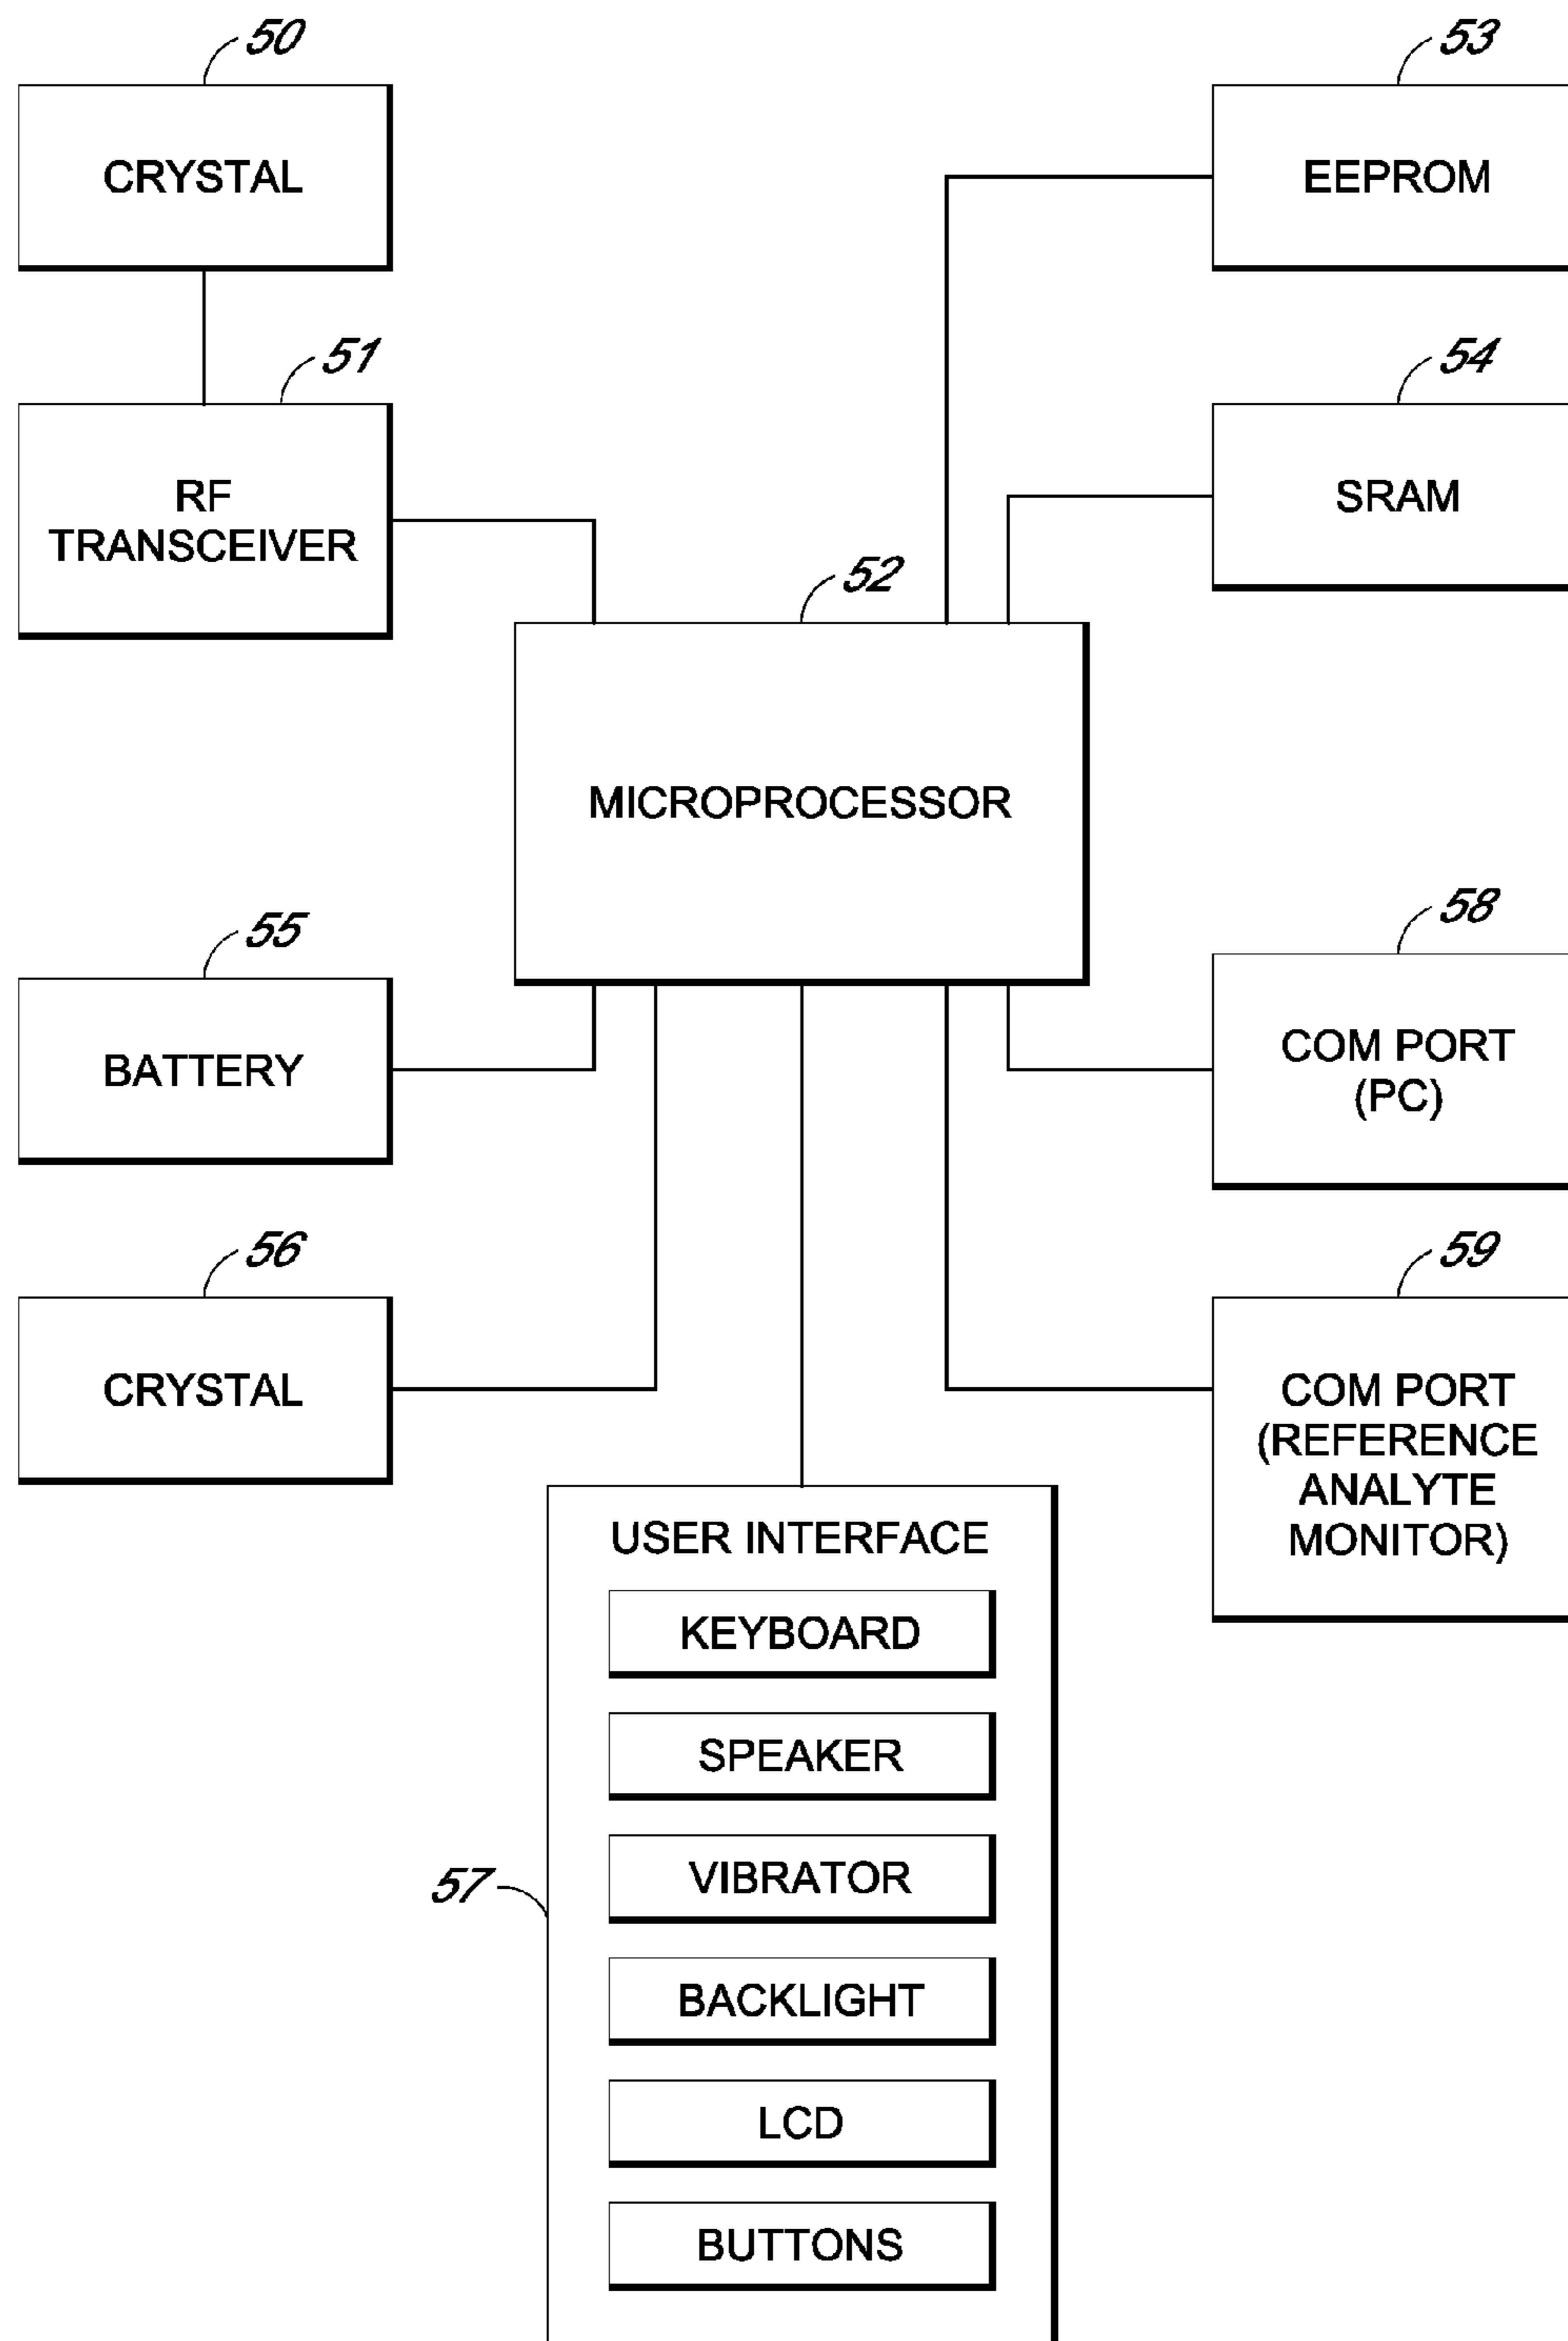 50
CRYSTAL
53
EEPROM
51
RF
TRANSCEIVER
54
SRAM
52
MICROPROCESSOR
55
BATTERY
58
COM PORT
(PC)
56
CRYSTAL
59
COM PORT
(REFERENCE
ANALYTE
MONITOR)
57
USER INTERFACE
KEYBOARD
SPEAKER
VIBRATOR
BACKLIGHT
LCD
BUTTONS